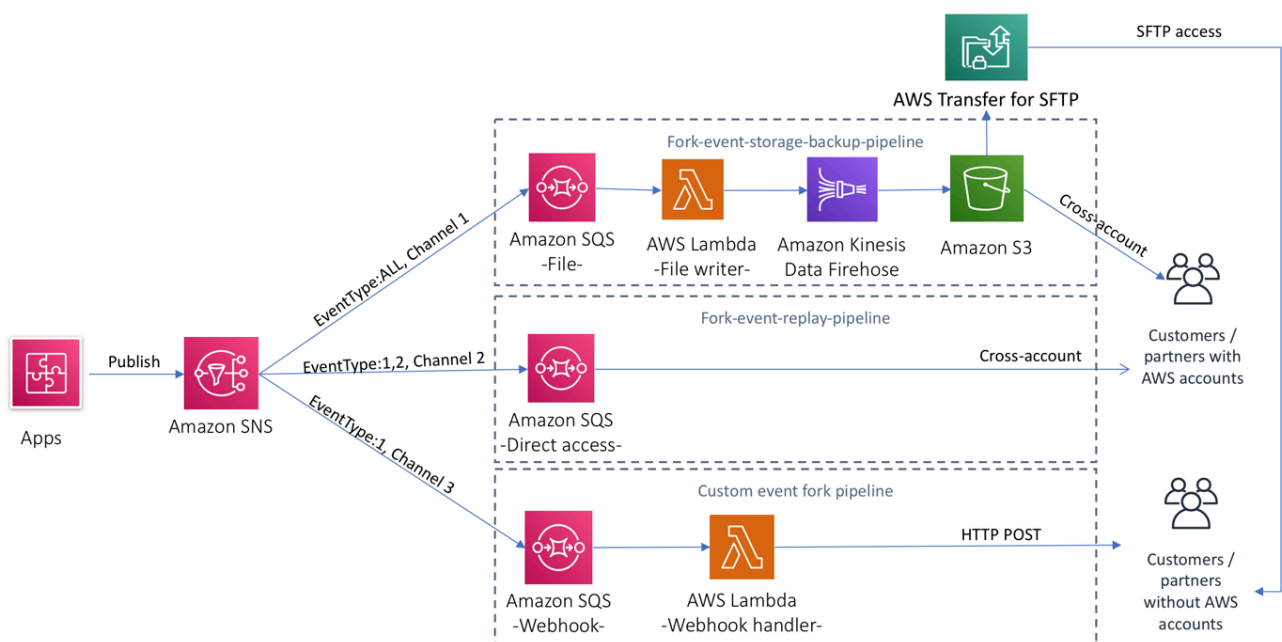 SFTP access
AWS Transfer for SFTP
Fork-event-storage-backup-pipeline
EventType:ALL, Channel 1
Amazon SQS
-File-
AWS Lambda
-File writer-
Amazon Kinesis
Data Firehose
Amazon S3
Cross-account
Customers /
partners with
AWS accounts
Fork-event-replay-pipeline
Publish
EventType:1,2, Channel 2
Cross-account
Apps
Amazon SNS
Amazon SQS
-Direct access-
EventType:1, Channel 3
Custom event fork pipeline
HTTP POST
Amazon SQS
-Webhook-
AWS Lambda
-Webhook handler-
Customers /
partners
without AWS
accounts